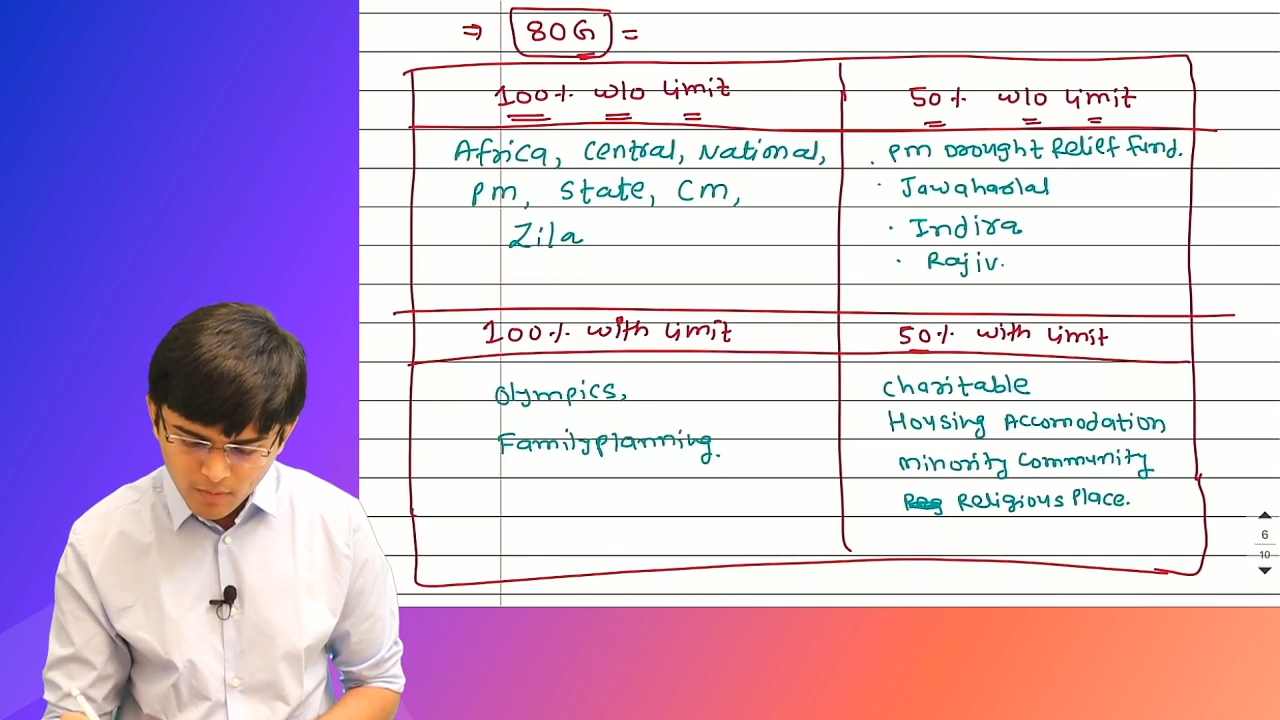 ⇒ 80G =
100% w/o Limit
Africa, Central, National,
PM, State, CM,
Zila
50% w/o Limit
. PM Drought Relief Fund.
· Jawaharlal
· Indira
· Rajiv.
100% with Limit
Olympics,
Family planning.
50% with Limit
Charitable
Housing Accomodation
Minority Community
Religious Place.
6
10